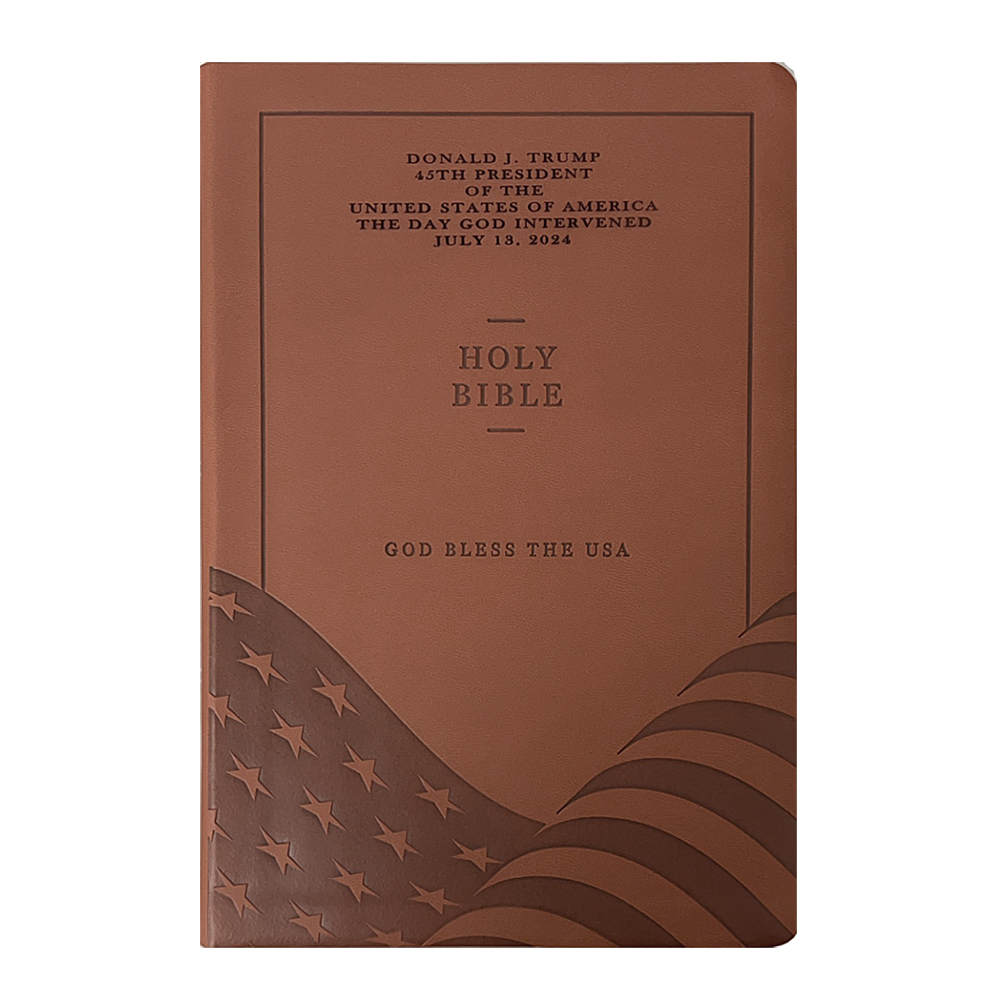 DONALD J. TRUMP
45TH PRESIDENT
OF THE
UNITED STATES OF AMERICA
THE DAY GOD INTERVENED
JULY 13, 2024
HOLY
BIBLE
GOD BLESS THE USA